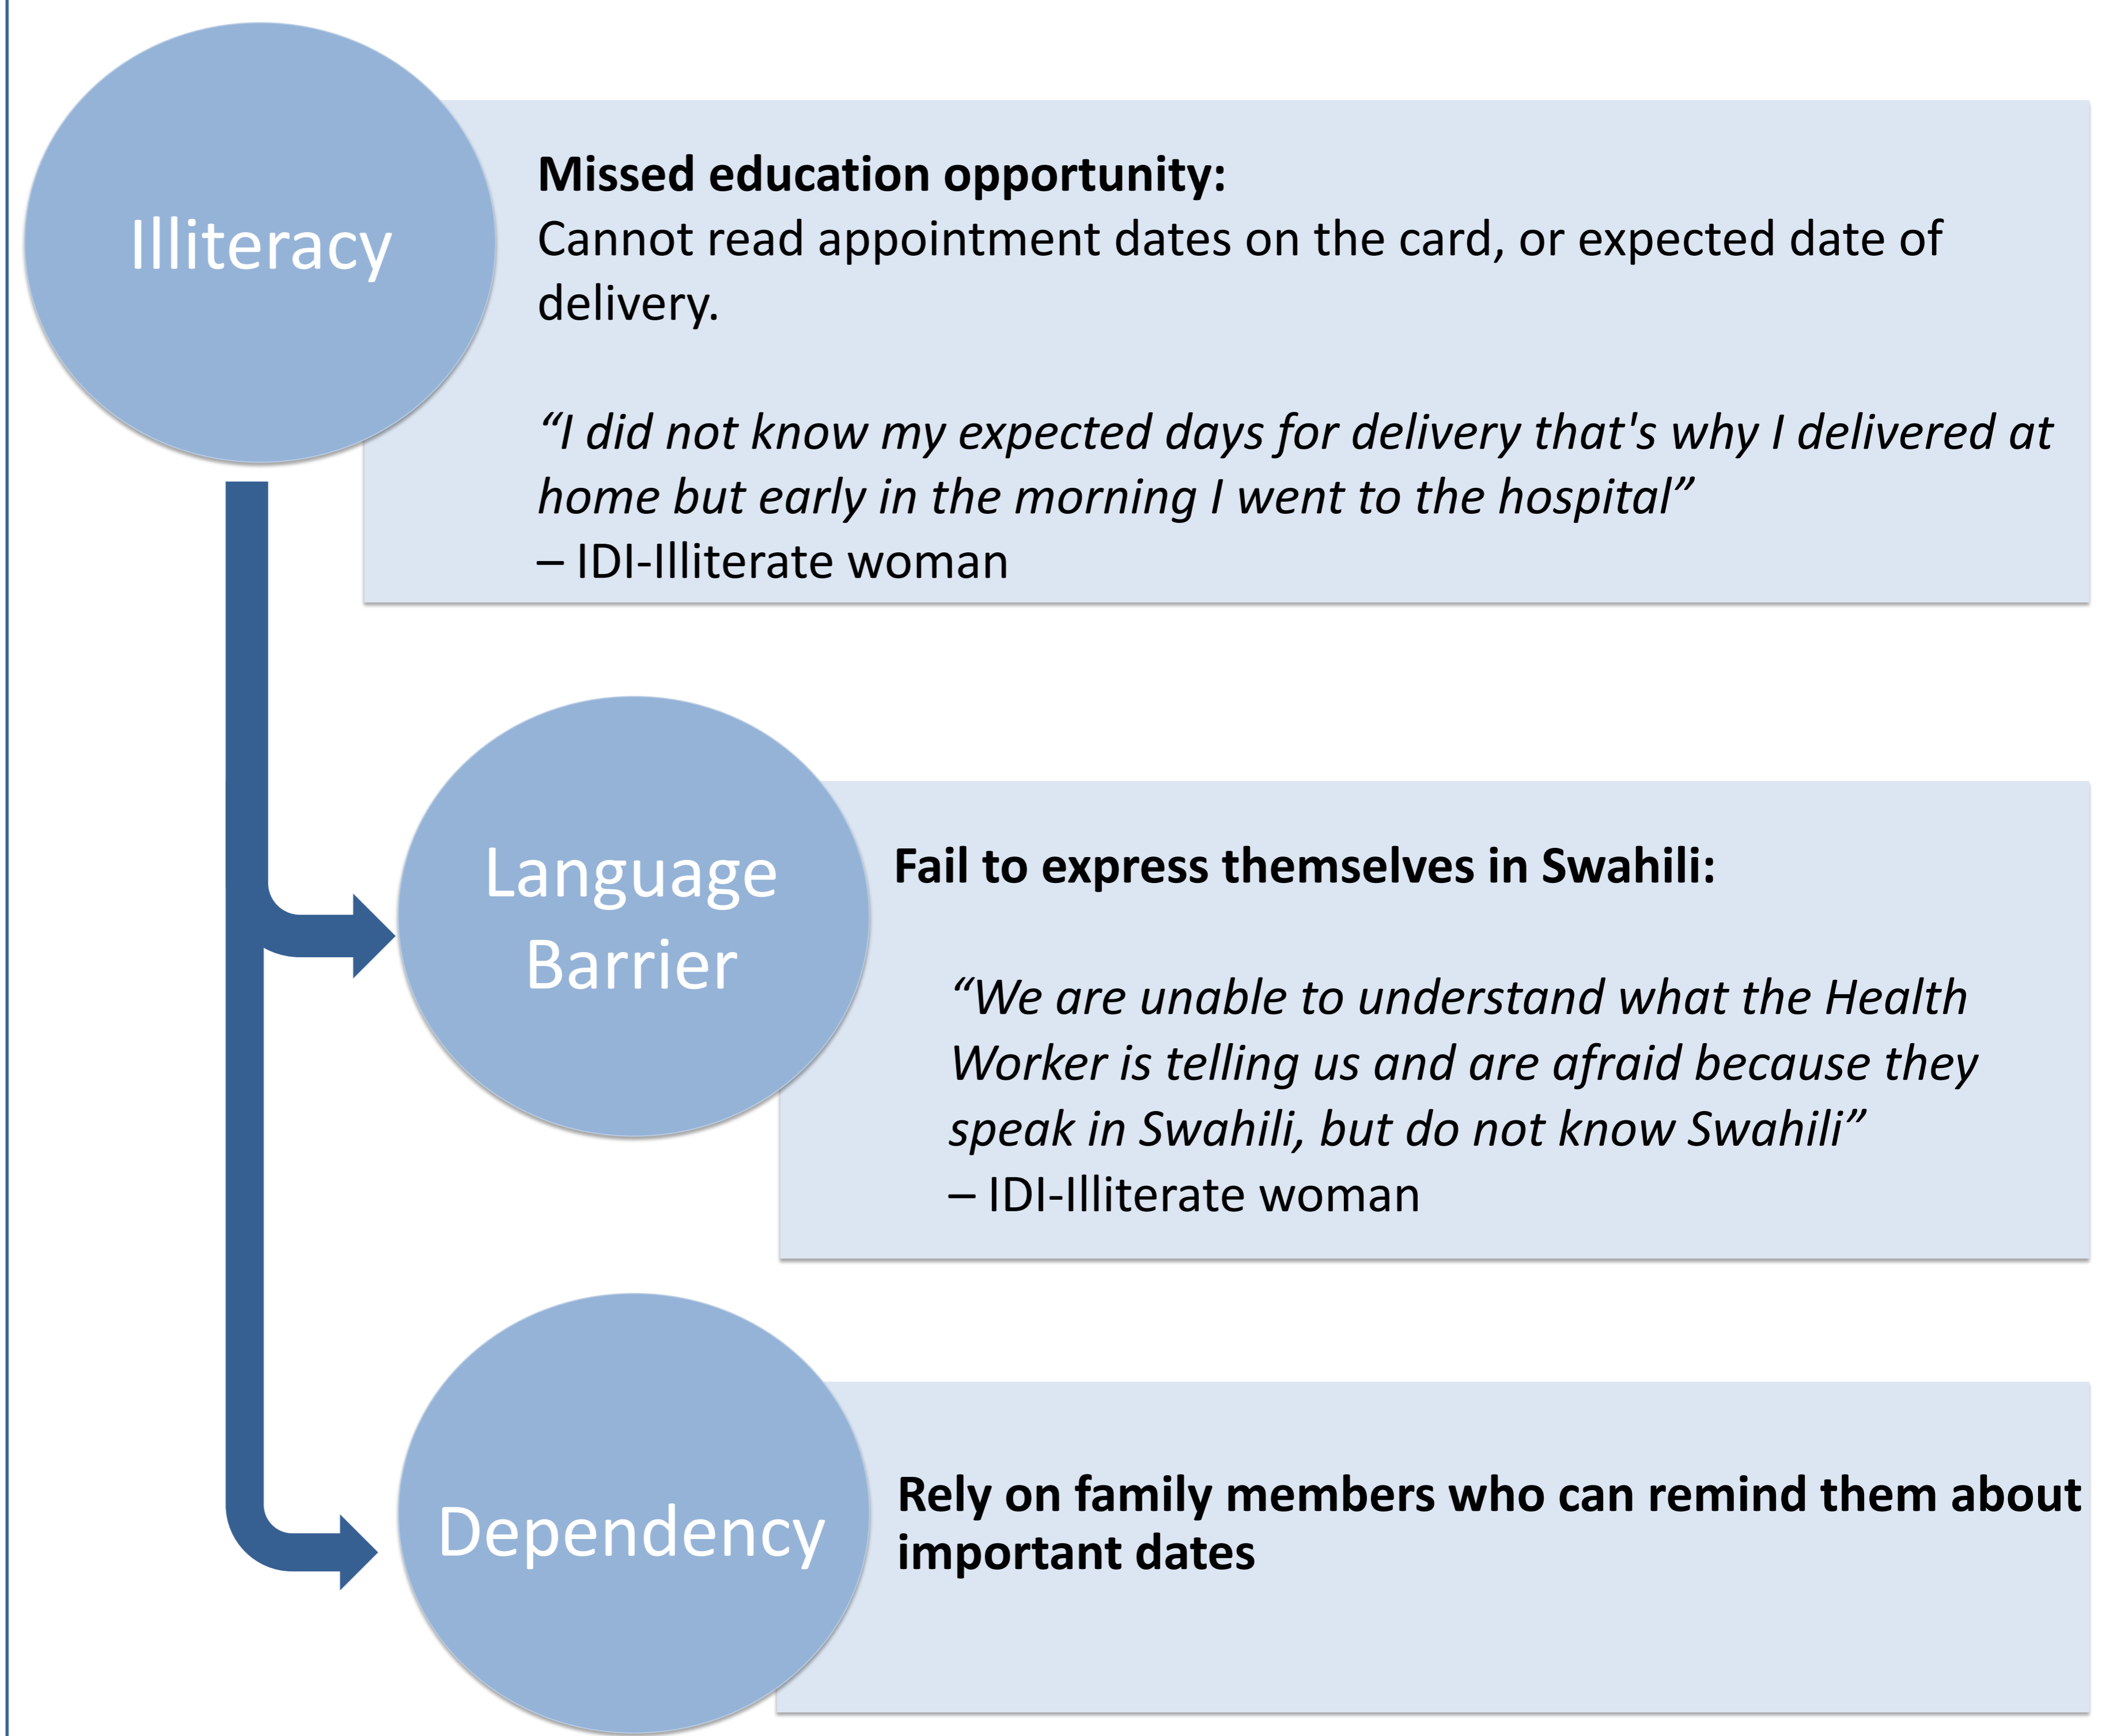 Illiteracy
Missed education opportunity:
Cannot read appointment dates on the card, or expected date of
delivery.
“I did not know my expected days for delivery that's why I delivered at
home but early in the morning I went to the hospital”
– IDI-Illiterate woman
Language
Barrier
Fail to express themselves in Swahili:
“We are unable to understand what the Health
Worker is telling us and are afraid because they
speak in Swahili, but do not know Swahili”
– IDI-Illiterate woman
Dependency
Rely on family members who can remind them about
important dates